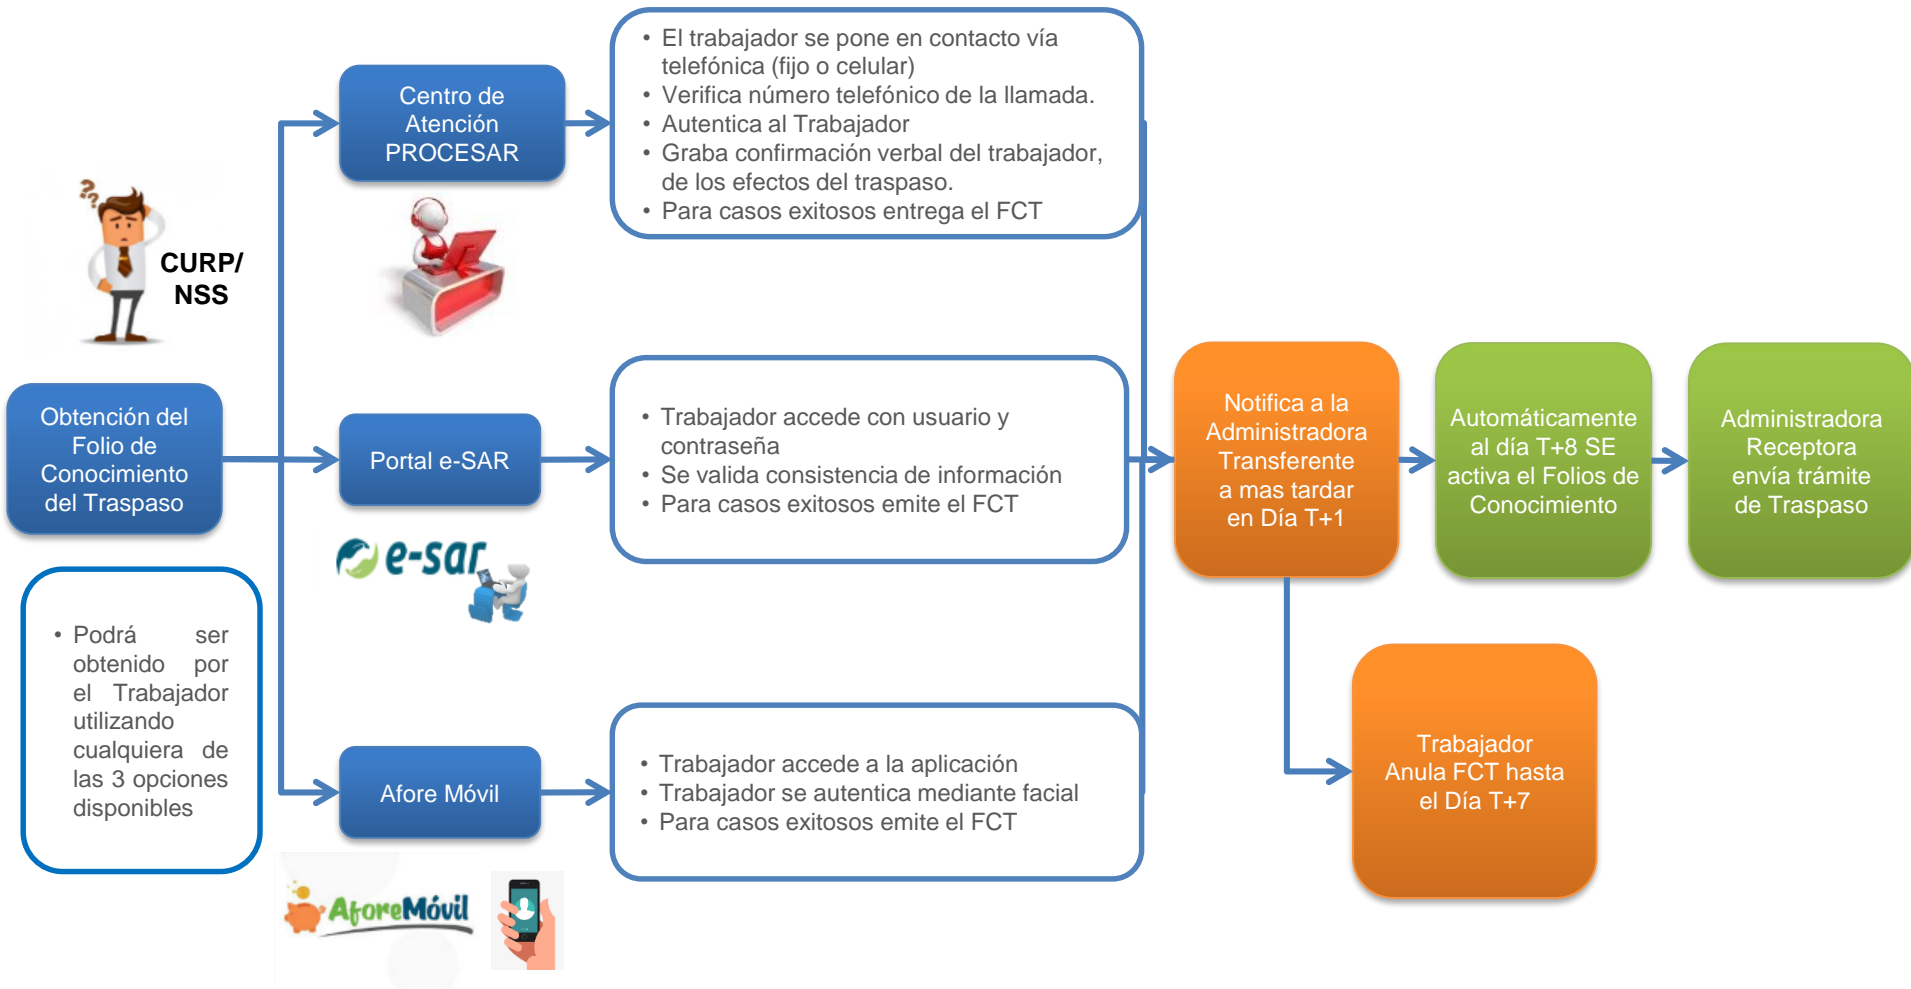 • El trabajador se pone en contacto vía
telefónica (fijo o celular)
• Verifica número telefónico de la llamada.
• Autentica al Trabajador
• Graba confirmación verbal del trabajador,
de los efectos del traspaso.
• Para casos exitosos entrega el FCT
Centro de
Atención
PROCESAR
??
CURP/
NSS
Obtención del
Folio de
Conocimiento
del Traspaso
Portal e-SAR
• Trabajador accede con usuario y
contraseña
• Se valida consistencia de información
• Para casos exitosos emite el FCT
Notifica a la
Administradora
Transferente
a mas tardar
en Día T+1
Automáticamente
al día T+8 SE
activa el Folios de
Conocimiento
Administradora
Receptora
envía trámite
de Traspaso
e-sar
• Podrá ser
obtenido por
el Trabajador
utilizando
cualquiera de
las 3 opciones
disponibles
Afore Móvil
• Trabajador accede a la aplicación
• Trabajador se autentica mediante facial
• Para casos exitosos emite el FCT
Trabajador
Anula FCT hasta
el Día T+7
AforeMóvil